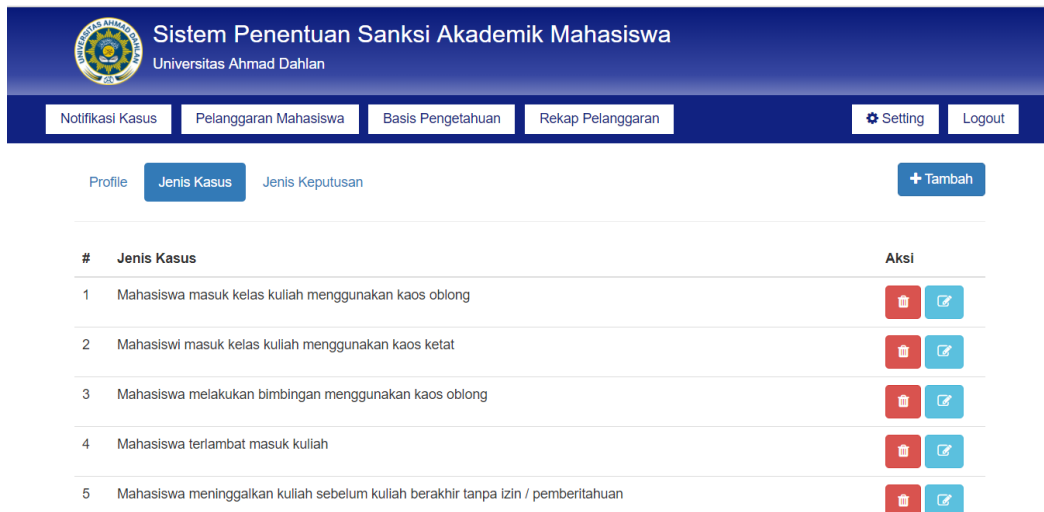 UNIVERSITAS AHMAD DAHLAN
Sistem Penentuan Sanksi Akademik Mahasiswa
Universitas Ahmad Dahlan
Notifikasi Kasus Pelanggaran Mahasiswa Basis Pengetahuan Rekap Pelanggaran Setting Logout
Profile Jenis Kasus Jenis Keputusan + Tambah
# Jenis Kasus Aksi
1 Mahasiswa masuk kelas kuliah menggunakan kaos oblong
2 Mahasiswi masuk kelas kuliah menggunakan kaos ketat
3 Mahasiswa melakukan bimbingan menggunakan kaos oblong
4 Mahasiswa terlambat masuk kuliah
5 Mahasiswa meninggalkan kuliah sebelum kuliah berakhir tanpa izin / pemberitahuan